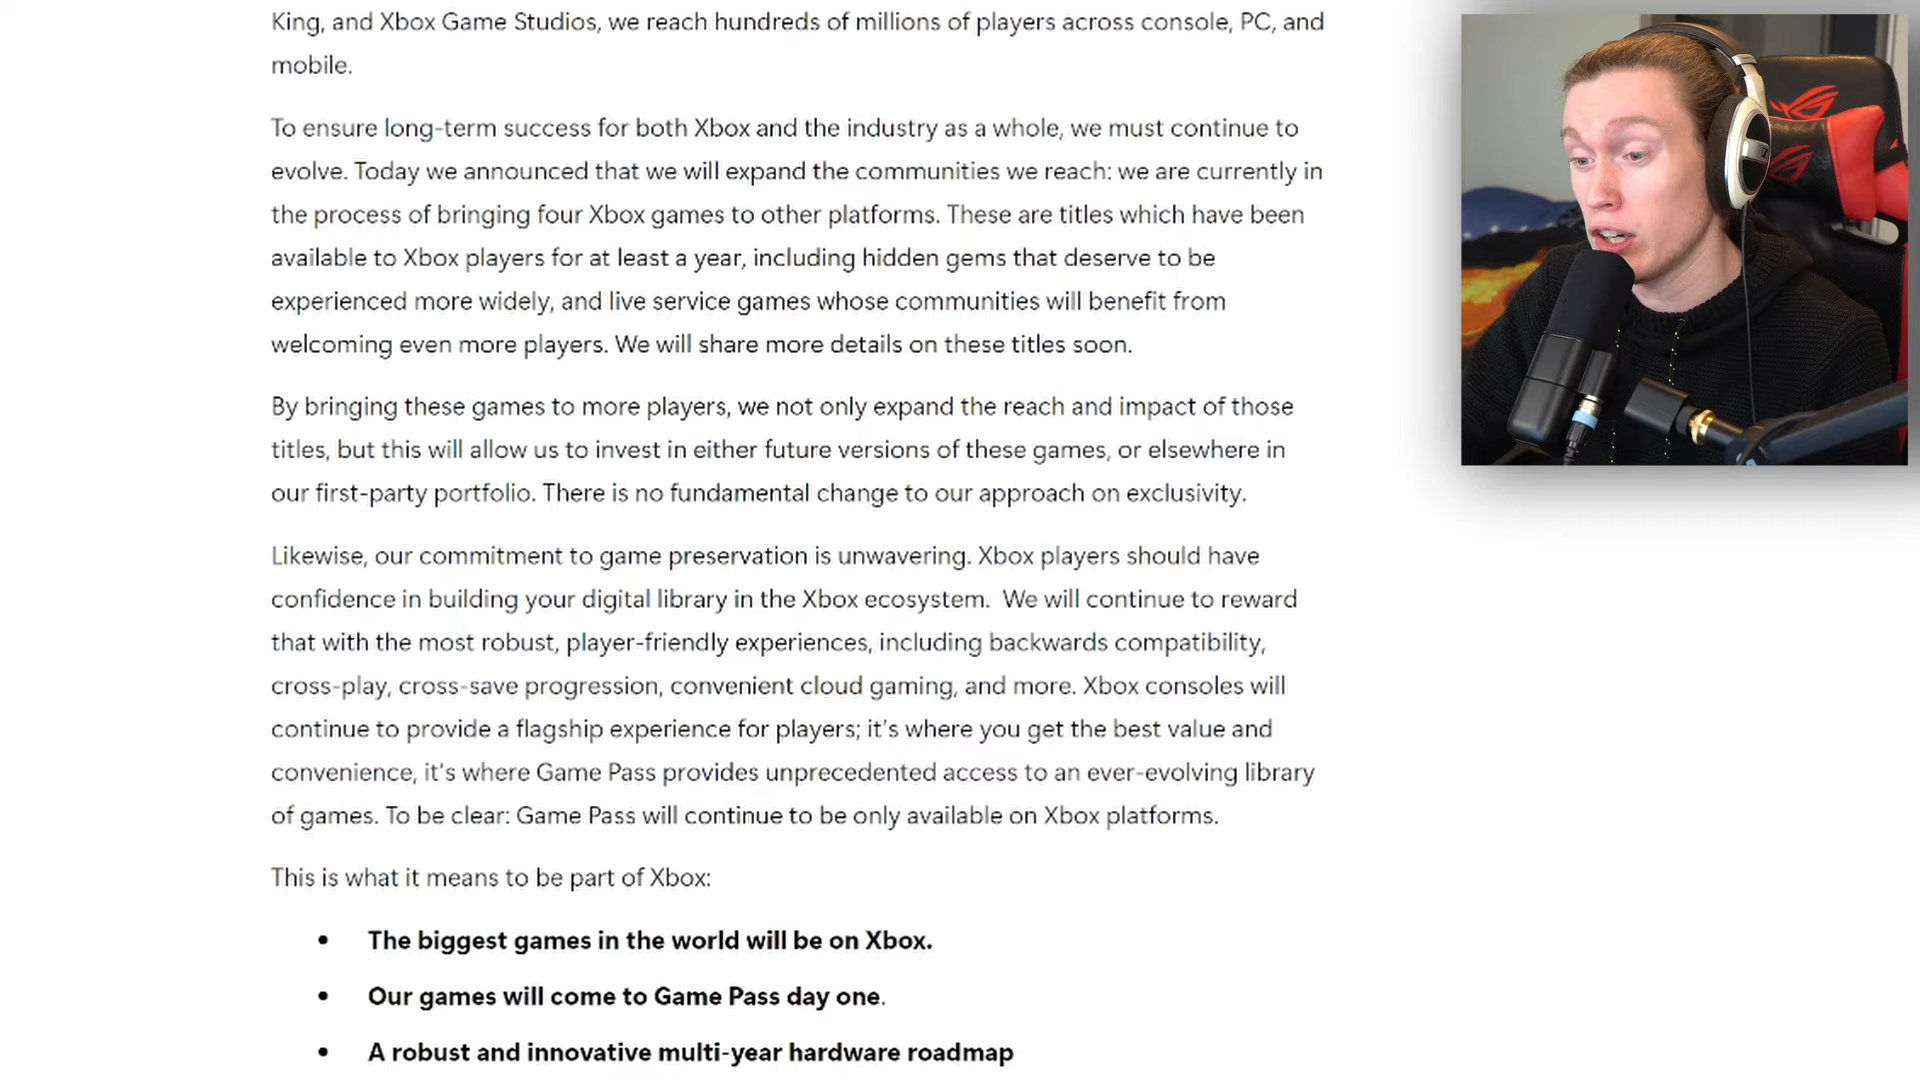 King, and Xbox Game Studios, we reach hundreds of millions of players across console, PC, and
mobile.
To ensure long-term success for both Xbox and the industry as a whole, we must continue to
evolve. Today we announced that we will expand the communities we reach: we are currently in
the process of bringing four Xbox games to other platforms. These are titles which have been
available to Xbox players for at least a year, including hidden gems that deserve to be
experienced more widely, and live service games whose communities will benefit from
welcoming even more players. We will share more details on these titles soon.
By bringing these games to more players, we not only expand the reach and impact of those
titles, but this will allow us to invest in either future versions of these games, or elsewhere in
our first-party portfolio. There is no fundamental change to our approach on exclusivity.
Likewise, our commitment to game preservation is unwavering. Xbox players should have
confidence in building your digital library in the Xbox ecosystem.  We will continue to reward
that with the most robust, player-friendly experiences, including backwards compatibility,
cross-play, cross-save progression, convenient cloud gaming, and more. Xbox consoles will
continue to provide a flagship experience for players; it's where you get the best value and
convenience, it's where Game Pass provides unprecedented access to an ever-evolving library
of games. To be clear: Game Pass will continue to be only available on Xbox platforms.
This is what it means to be part of Xbox:
• The biggest games in the world will be on Xbox.
• Our games will come to Game Pass day one.
• A robust and innovative multi-year hardware roadmap